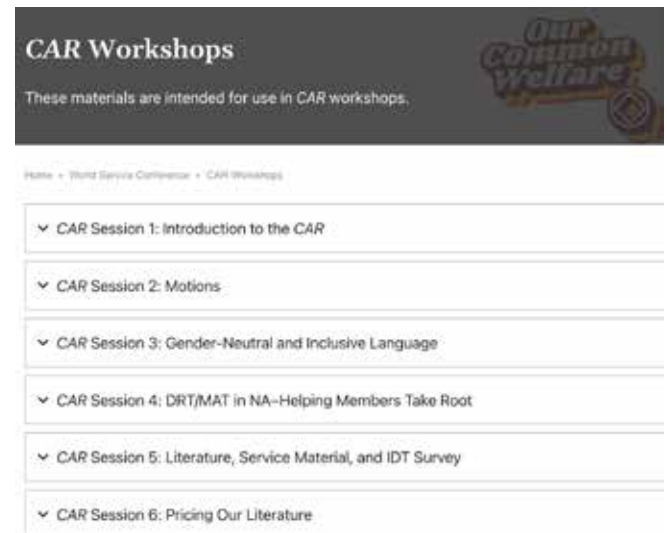 CAR Workshops
Our
Common
Welfare
These materials are intended for use in CAR workshops.
Home • World Service Conference • CAR Workshops
CAR Session 1: Introduction to the CAR
CAR Session 2: Motions
CAR Session 3: Gender-Neutral and Inclusive Language
CAR Session 4: DRT/MAT in NA–Helping Members Take Root
CAR Session 5: Literature, Service Material, and IDT Survey
CAR Session 6: Pricing Our Literature